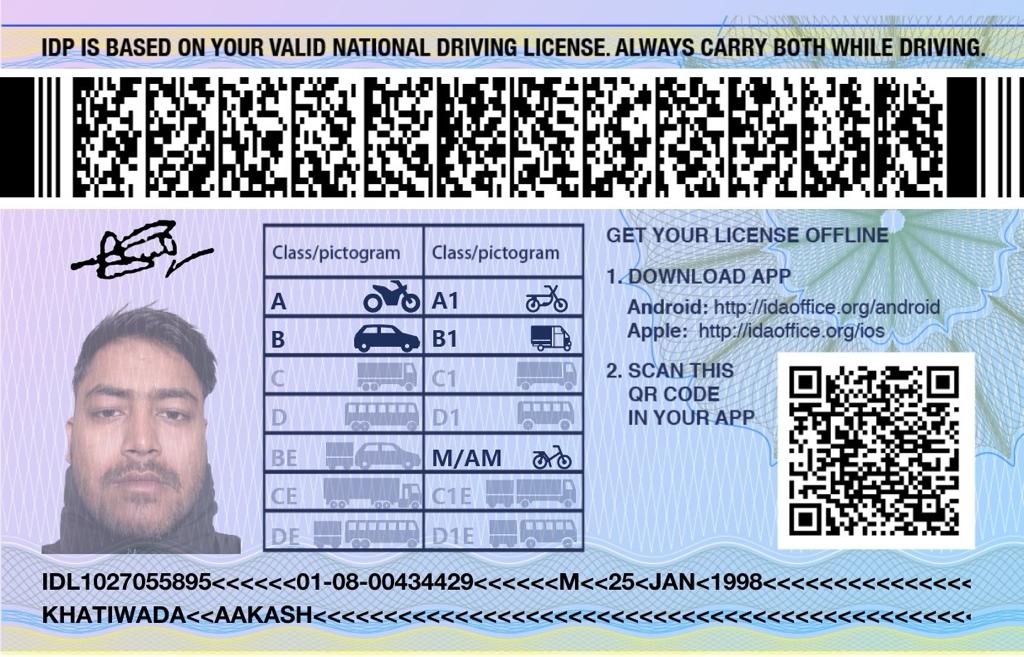 IDP IS BASED ON YOUR VALID NATIONAL DRIVING LICENSE. ALWAYS CARRY BOTH WHILE DRIVING.
Class/pictogram Class/pictogram
A A1
B B1
C C1
D D1
BE M/AM
CE C1E
DE D1E
GET YOUR LICENSE OFFLINE
1. DOWNLOAD APP
Android: http://idaoffice.org/android
Apple: http://idaoffice.org/ios
2. SCAN THIS
QR CODE
IN YOUR APP
IDL1027055895<<<<<<01-08-00434429<<<<<<M<<25<JAN<1998<<<<<<<<<<<<<<<
KHATIWADA<<AAKASH<<<<<<<<<<<<<<<<<<<<<<<<<<<<<<<<<<<<<<<<<<<<<<